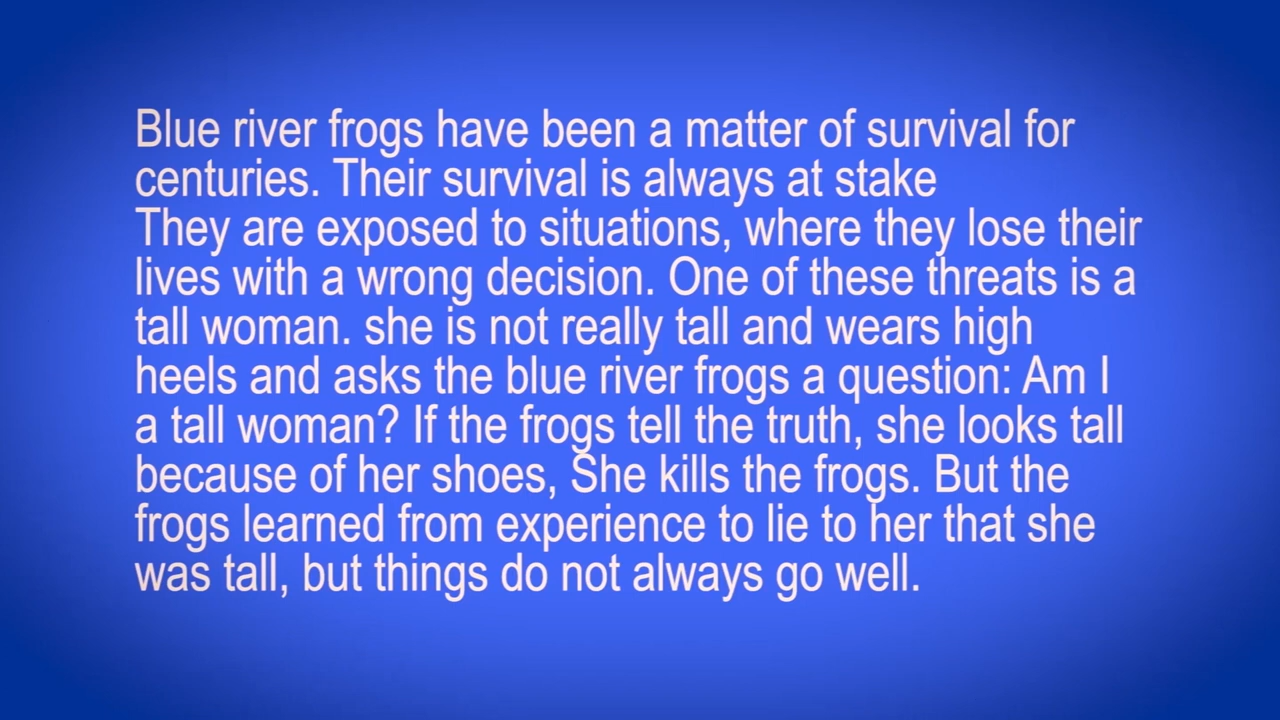 Blue river frogs have been a matter of survival for
centuries. Their survival is always at stake
They are exposed to situations, where they lose their
lives with a wrong decision. One of these threats is a
tall woman. she is not really tall and wears high
heels and asks the blue river frogs a question: Am I
a tall woman? If the frogs tell the truth, she looks tall
because of her shoes, She kills the frogs. But the
frogs learned from experience to lie to her that she
was tall, but things do not always go well.